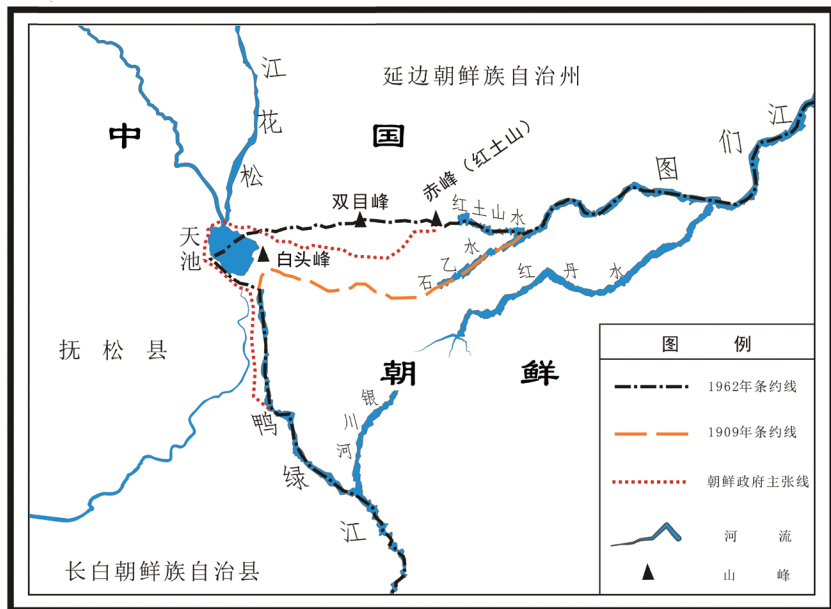 延边朝鲜族自治州
中国
松花江
双目峰
赤峰（红土山）
红土山水
图们江
天池
白头峰
石乙水
红丹水
抚松县
朝鲜
银川河
鸭绿江
长白朝鲜族自治县
图例
1962年条约线
1909年条约线
朝鲜政府主张线
河流
山峰